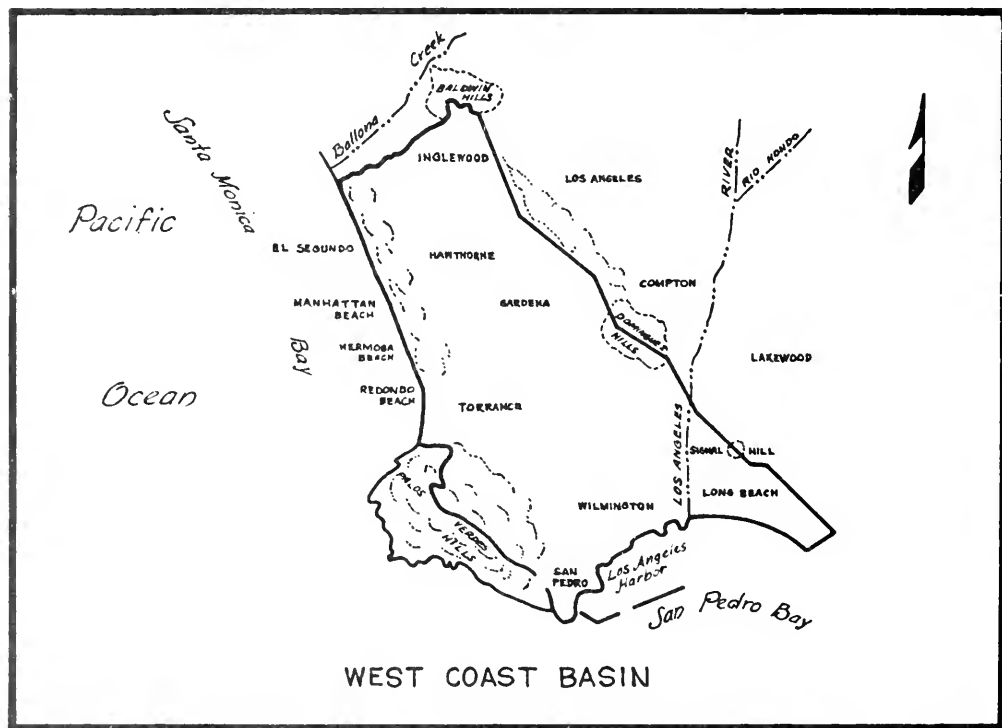 Creek
BALDWIN
HILLS
Ballona
Santa Monica
INGLEWOOD
LOS ANGELES
RIVER
RIO HONDO
Pacific
EL SEGUNDO
HAWTHORNE
COMPTON
MANHATTAN
BEACH
GARDENA
DOMINGUES
HILLS
Bay
HERMOSA
BEACH
LAKEWOOD
Ocean
REDONDO
BEACH
TORRANCE
LOS ANGELES
SIGNAL HILL
PALOS
VERDES
HILLS
LONG BEACH
WILMINGTON
SAN
PEDRO
Los Angeles
Harbor
San Pedro Bay
WEST COAST BASIN